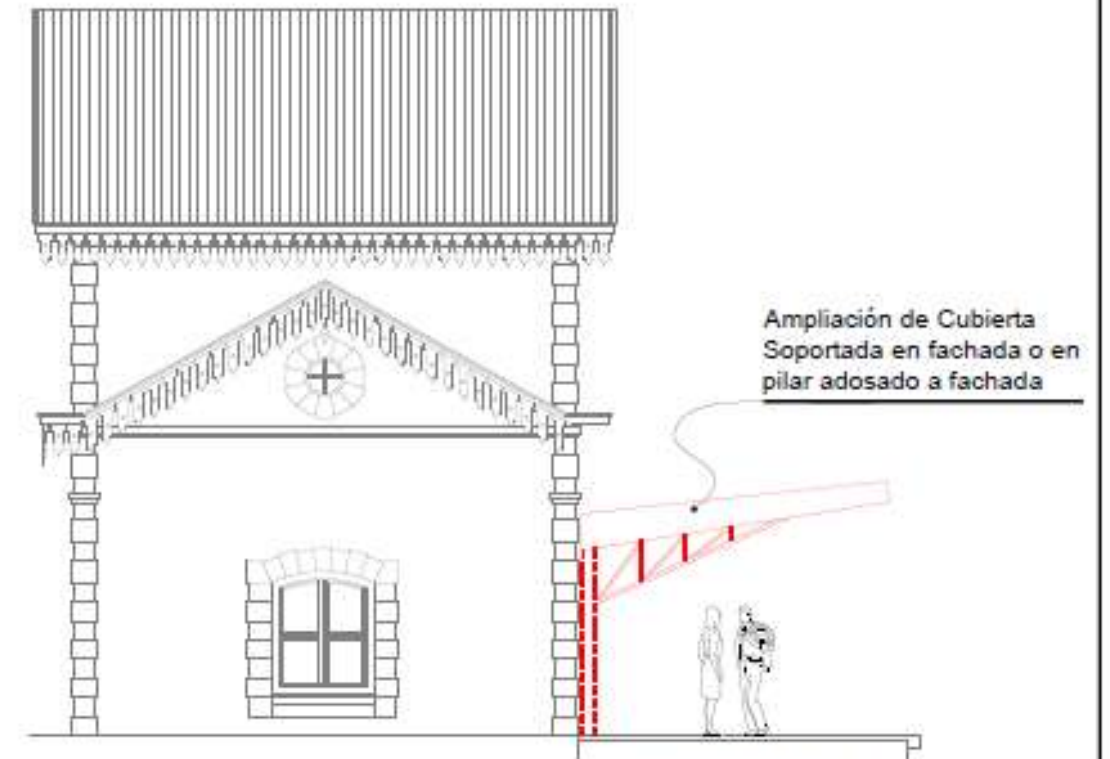 Ampliación de Cubierta
Soportada en fachada o en
pilar adosado a fachada